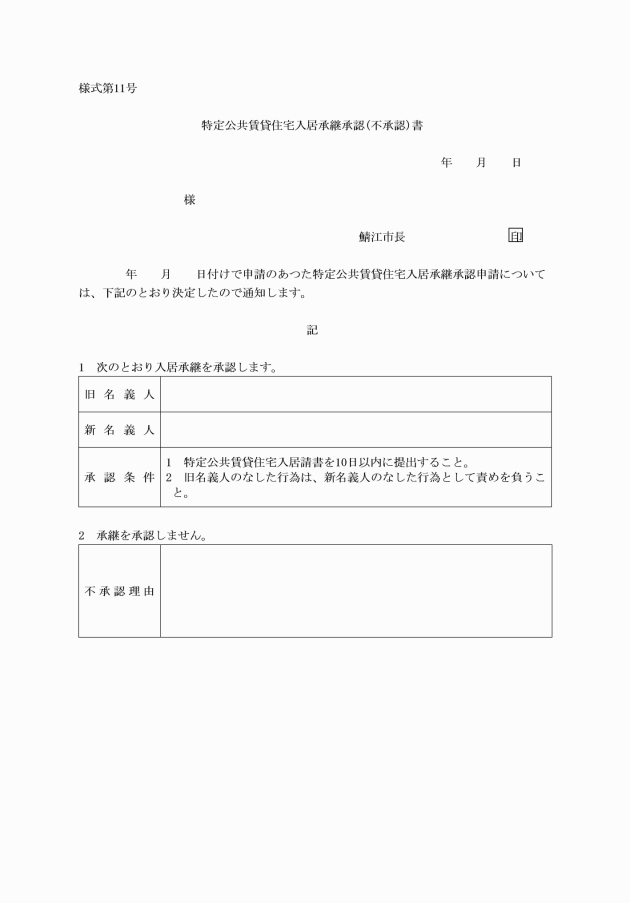 様式第11号
特定公共賃貸住宅入居承継承認(不承認)書
年　　月　　日
様
鯖江市長　　　　　　　　　印
年　　月　　日付けで申請のあつた特定公共賃貸住宅入居承継承認申請について
は、下記のとおり決定したので通知します。
記
1　次のとおり入居承継を承認します。
旧名義人
新名義人
承認条件
1　特定公共賃貸住宅入居請書を10日以内に提出すること。
2　旧名義人のなした行為は、新名義人のなした行為として責めを負うこ
と。
2　承継を承認しません。
不承認理由